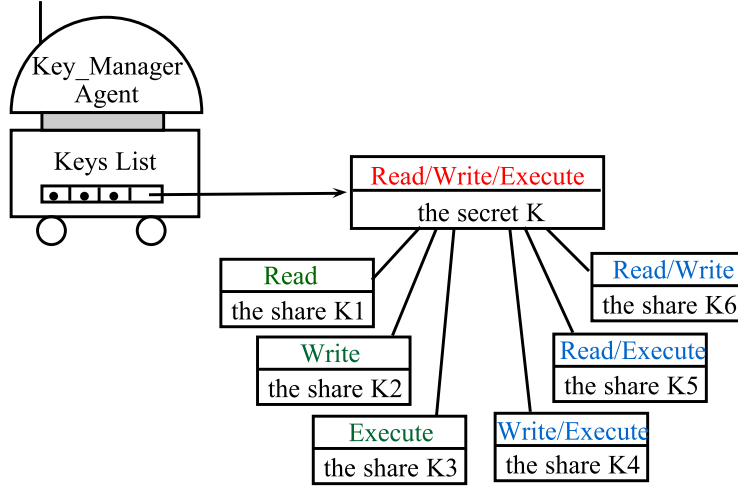 Key_Manager
Agent
Keys List
Read/Write/Execute
the secret K
Read
the share K1
Write
the share K2
Execute
the share K3
Write/Execute
the share K4
Read/Execute
the share K5
Read/Write
the share K6